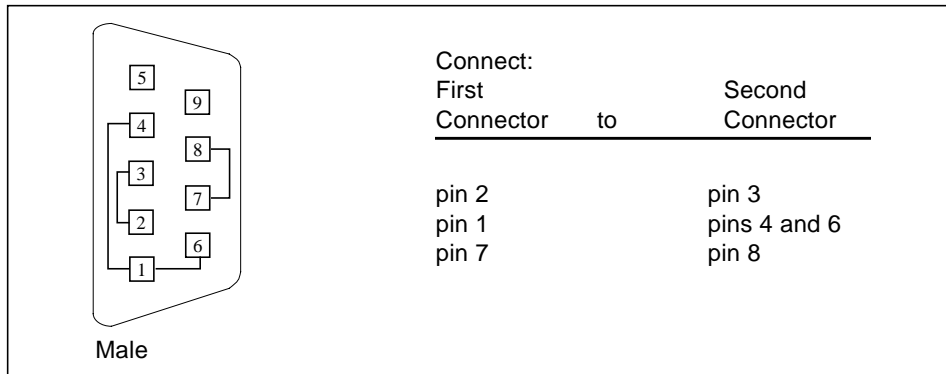 5
9
4
8
3
7
2
6
1
Male
Connect:
First Second
Connector to Connector
pin 2 pin 3
pin 1 pins 4 and 6
pin 7 pin 8